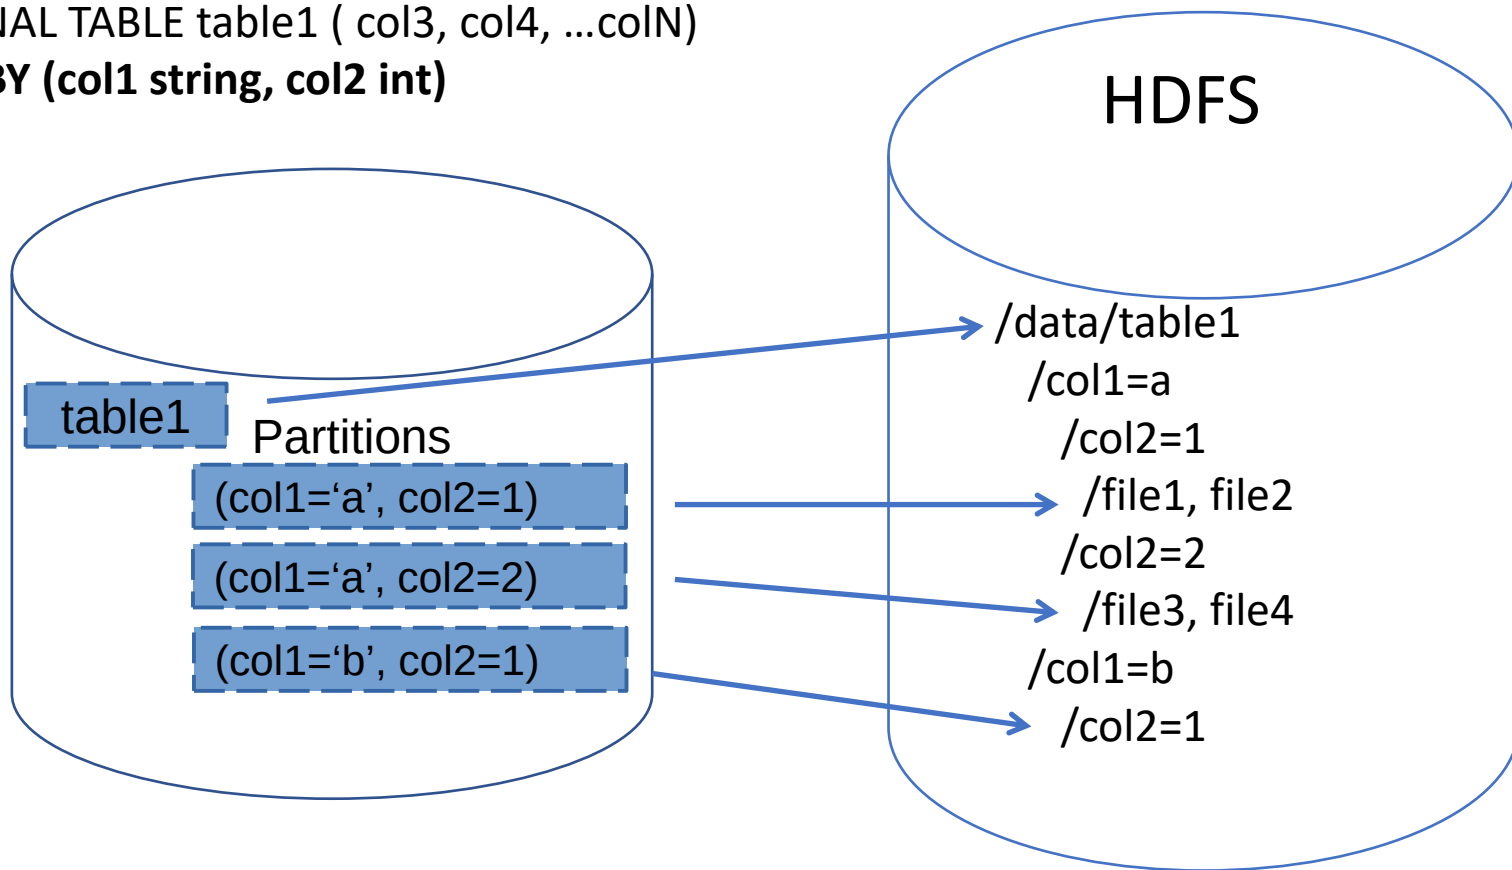 NAL TABLE table1 ( col3, col4, …colN)
BY (col1 string, col2 int)
HDFS
table1
Partitions
(col1=‘a’, col2=1)
(col1=‘a’, col2=2)
(col1=‘b’, col2=1)
/data/table1
/col1=a
/col2=1
/file1, file2
/col2=2
/file3, file4
/col1=b
/col2=1